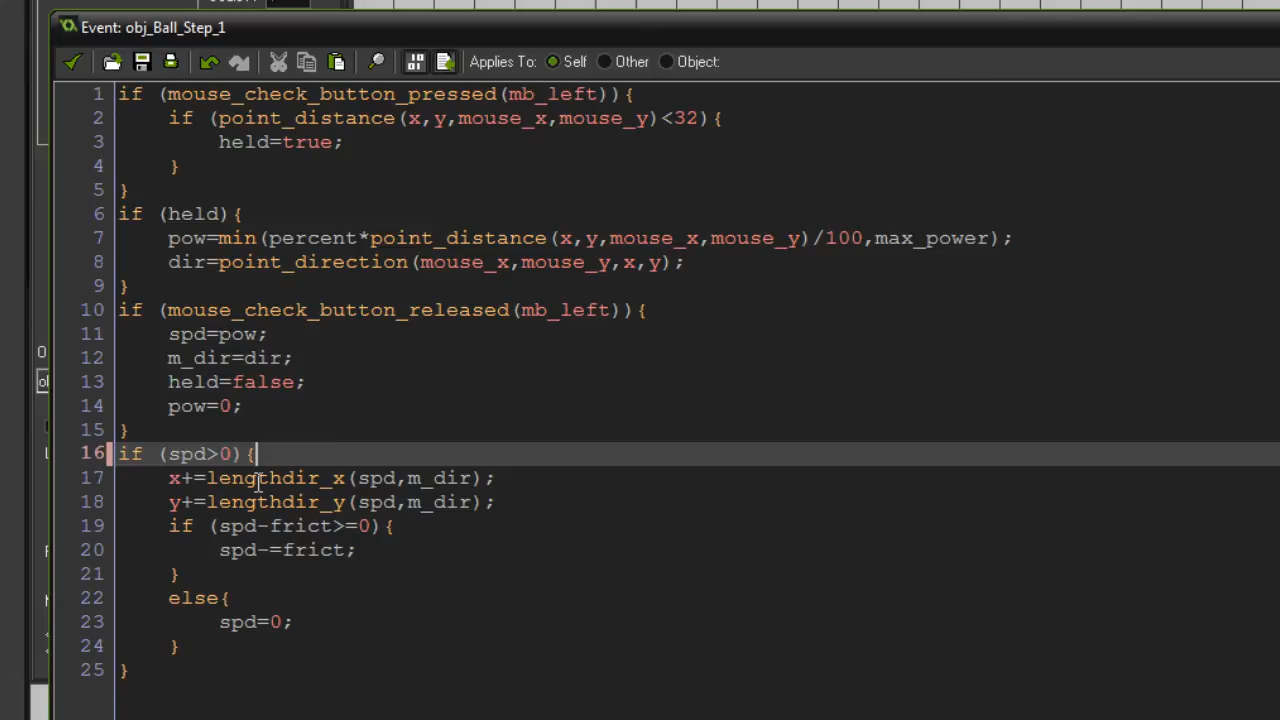 Event: obj_Ball_Step_1
Applies To: Self Other Object:
1 if (mouse_check_button_pressed(mb_left)){
2 if (point_distance(x,y,mouse_x,mouse_y)<32){
3 held=true;
4 }
5 }
6 if (held){
7 pow=min(percent*point_distance(x,y,mouse_x,mouse_y)/100,max_power);
8 dir=point_direction(mouse_x,mouse_y,x,y);
9 }
10 if (mouse_check_button_released(mb_left)){
11 spd=pow;
12 m_dir=dir;
13 held=false;
14 pow=0;
15 }
16 if (spd>0){
17 x+=lengthdir_x(spd,m_dir);
18 y+=lengthdir_y(spd,m_dir);
19 if (spd-frict>=0){
20 spd-=frict;
21 }
22 else{
23 spd=0;
24 }
25 }